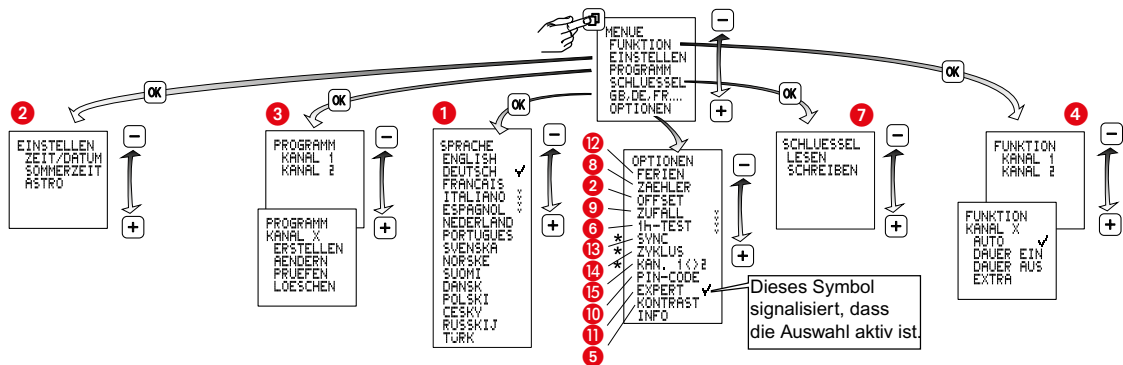 MENUE
FUNKTION
EINSTELLEN
PROGRAMM
SCHLUESSEL
GB,DE,FR....
OPTIONEN
−
+
OK
OK
OK
OK
OK
2
EINSTELLEN
ZEIT/DATUM
SOMMERZEIT
ASTRO
−
+
3
PROGRAMM
KANAL 1
KANAL 2
PROGRAMM
KANAL X
ERSTELLEN
AENDERN
PRUEFEN
LOESCHEN
−
+
1
SPRACHE
ENGLISH
DEUTSCH ✓
FRANCAIS
ITALIANO
ESPAGNOL
NEDERLAND
PORTUGUES
SVENSKA
NORSKE
SUOMI
DANSK
POLSKI
CESKY
RUSSKIJ
TÜRK
−
+
OPTIONEN
12 FERIEN
8 ZAEHLER
2 OFFSET
9 ZUFALL
6 1h-TEST
13 * SYNC
14 * ZYKLUS
15 KAN. 1<>2
10 PIN-CODE
11 EXPERT ✓
5 KONTRAST
INFO
−
+
Dieses Symbol
signalisiert, dass
die Auswahl aktiv ist.
7
SCHLUESSEL
LESEN
SCHREIBEN
−
+
4
FUNKTION
KANAL 1
KANAL 2
FUNKTION
KANAL X
AUTO ✓
DAUER EIN
DAUER AUS
EXTRA
−
+